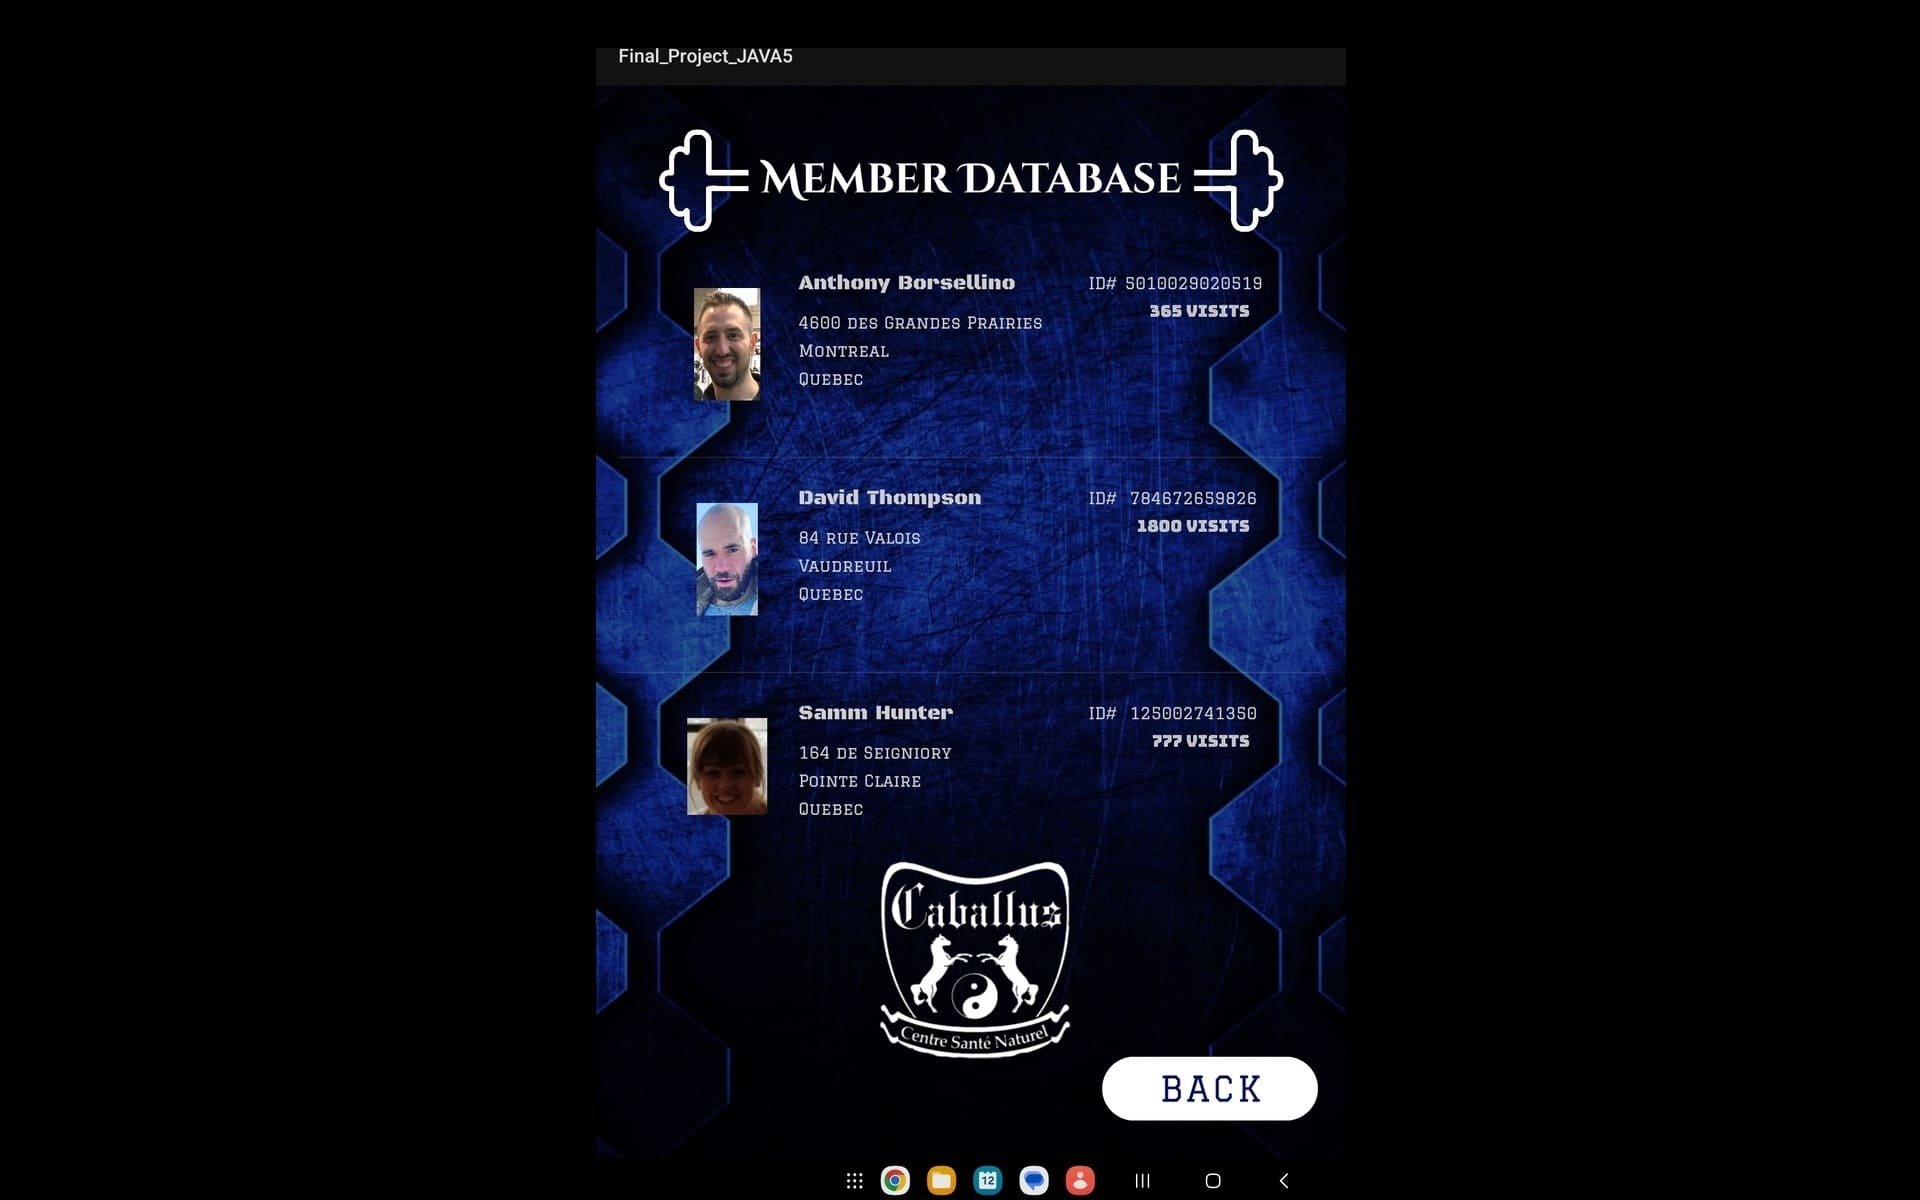 Final_Project_JAVA5
Member Database
Anthony Borsellino
ID# 5010029020519
365 VISITS
4600 des Grandes Prairies
Montreal
Quebec
David Thompson
ID# 784672659826
1800 VISITS
84 rue Valois
Vaudreuil
Quebec
Samm Hunter
ID# 125002741350
777 VISITS
164 de Seigniory
Pointe Claire
Quebec
Caballus
Centre Santé Naturel
BACK
12